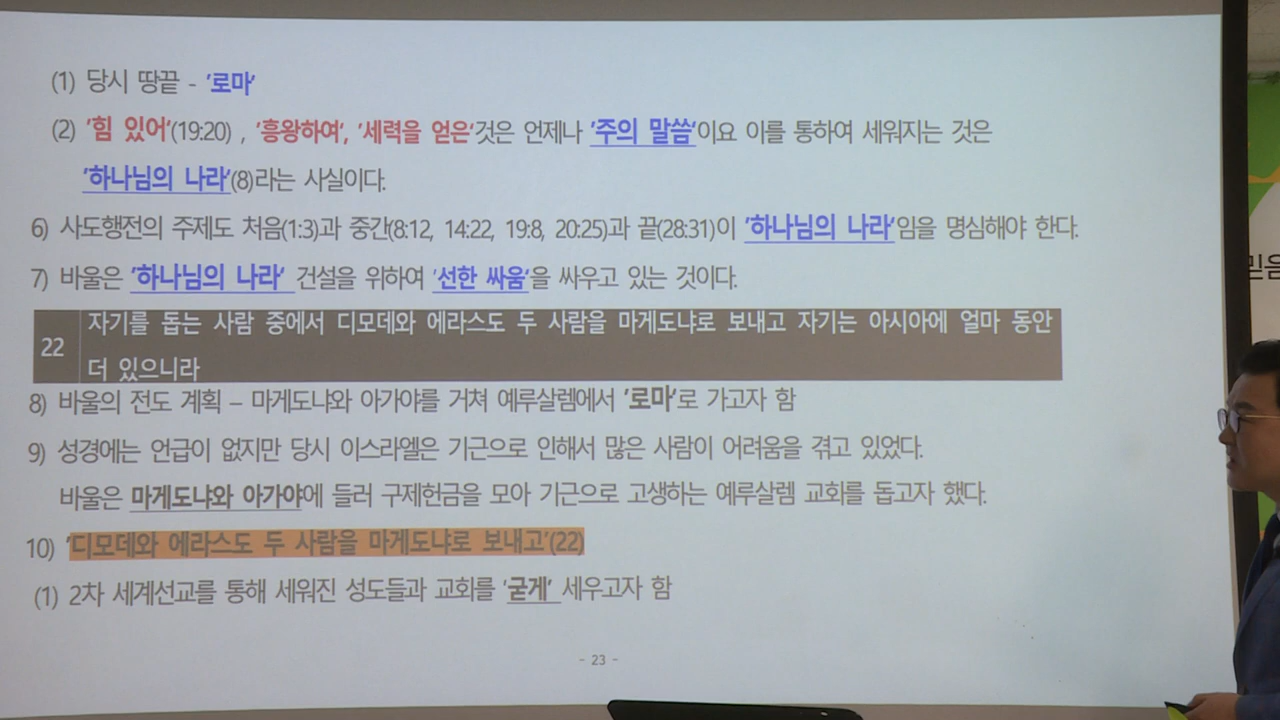 (1) 당시 땅끝 - '로마'
(2) '힘 있어'(19:20) , '흥왕하여', '세력을 얻은'것은 언제나 '주의 말씀'이요 이를 통하여 세워지는 것은
'하나님의 나라'(8)라는 사실이다.
6) 사도행전의 주제도 처음(1:3)과 중간(8:12, 14:22, 19:8, 20:25)과 끝(28:31)이 '하나님의 나라'임을 명심해야 한다.
7) 바울은 '하나님의 나라' 건설을 위하여 '선한 싸움'을 싸우고 있는 것이다.
22 자기를 돕는 사람 중에서 디모데와 에라스도 두 사람을 마게도냐로 보내고 자기는 아시아에 얼마 동안
더 있으니라
8) 바울의 전도 계획 – 마게도냐와 아가야를 거쳐 예루살렘에서 '로마'로 가고자 함
9) 성경에는 언급이 없지만 당시 이스라엘은 기근으로 인해서 많은 사람이 어려움을 겪고 있었다.
바울은 마게도냐와 아가야에 들러 구제헌금을 모아 기근으로 고생하는 예루살렘 교회를 돕고자 했다.
10) '디모데와 에라스도 두 사람을 마게도냐로 보내고'(22)
(1) 2차 세계선교를 통해 세워진 성도들과 교회를 '굳게' 세우고자 함
- 23 -
믿음